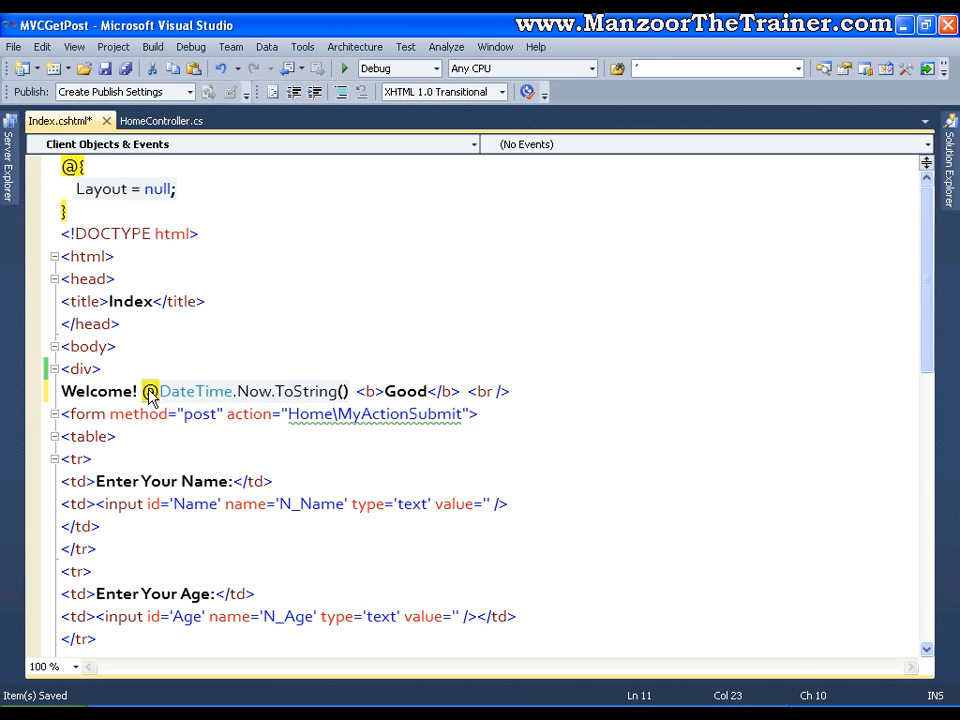 MVCGetPost - Microsoft Visual Studio
www.ManzoorTheTrainer.com
File Edit View Project Build Debug Team Data Tools Architecture Test Analyze Window Help
Debug Any CPU '
Publish: Create Publish Settings XHTML 1.0 Transitional
Index.cshtml* HomeController.cs
Server Explorer
Solution Explorer
Client Objects & Events (No Events)
@{
Layout = null;
}
<!DOCTYPE html>
<html>
<head>
<title>Index</title>
</head>
<body>
<div>
Welcome! @DateTime.Now.ToString() <b>Good</b> <br />
<form method="post" action="Home\MyActionSubmit">
<table>
<tr>
<td>Enter Your Name:</td>
<td><input id='Name' name='N_Name' type='text' value='' />
</td>
</tr>
<tr>
<td>Enter Your Age:</td>
<td><input id='Age' name='N_Age' type='text' value='' /></td>
</tr>
100 %
Item(s) Saved Ln 11 Col 23 Ch 10 INS